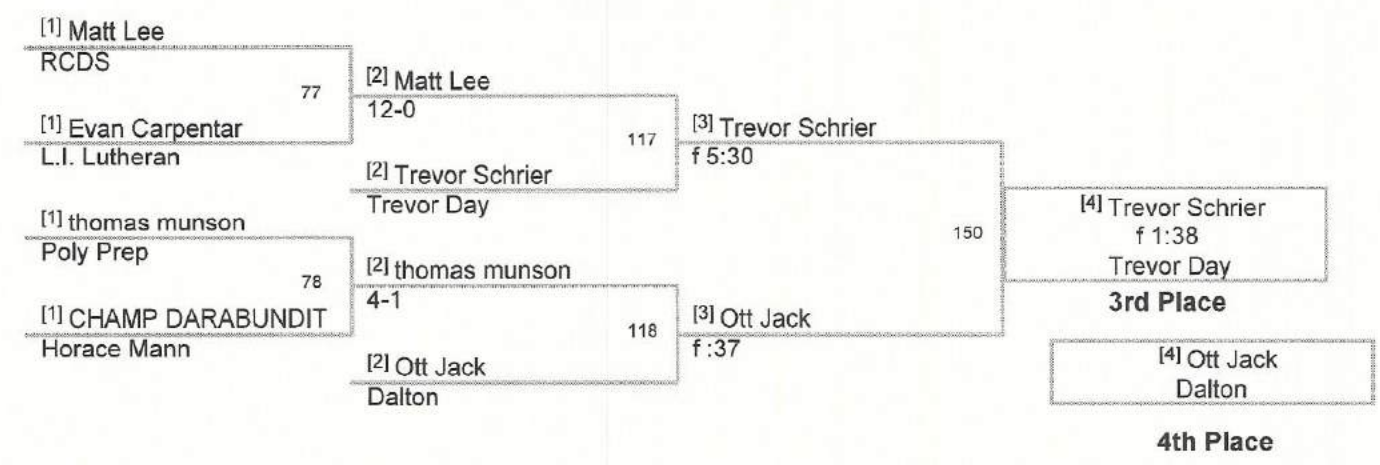 [1] Matt Lee
RCDS
77
[1] Evan Carpentar
L.I. Lutheran
[1] thomas munson
Poly Prep
78
[1] CHAMP DARABUNDIT
Horace Mann
[2] Matt Lee
12-0
117
[2] Trevor Schrier
Trevor Day
[2] thomas munson
4-1
118
[2] Ott Jack
Dalton
[3] Trevor Schrier
f 5:30
150
[3] Ott Jack
f :37
[4] Trevor Schrier
f 1:38
Trevor Day
3rd Place
[4] Ott Jack
Dalton
4th Place